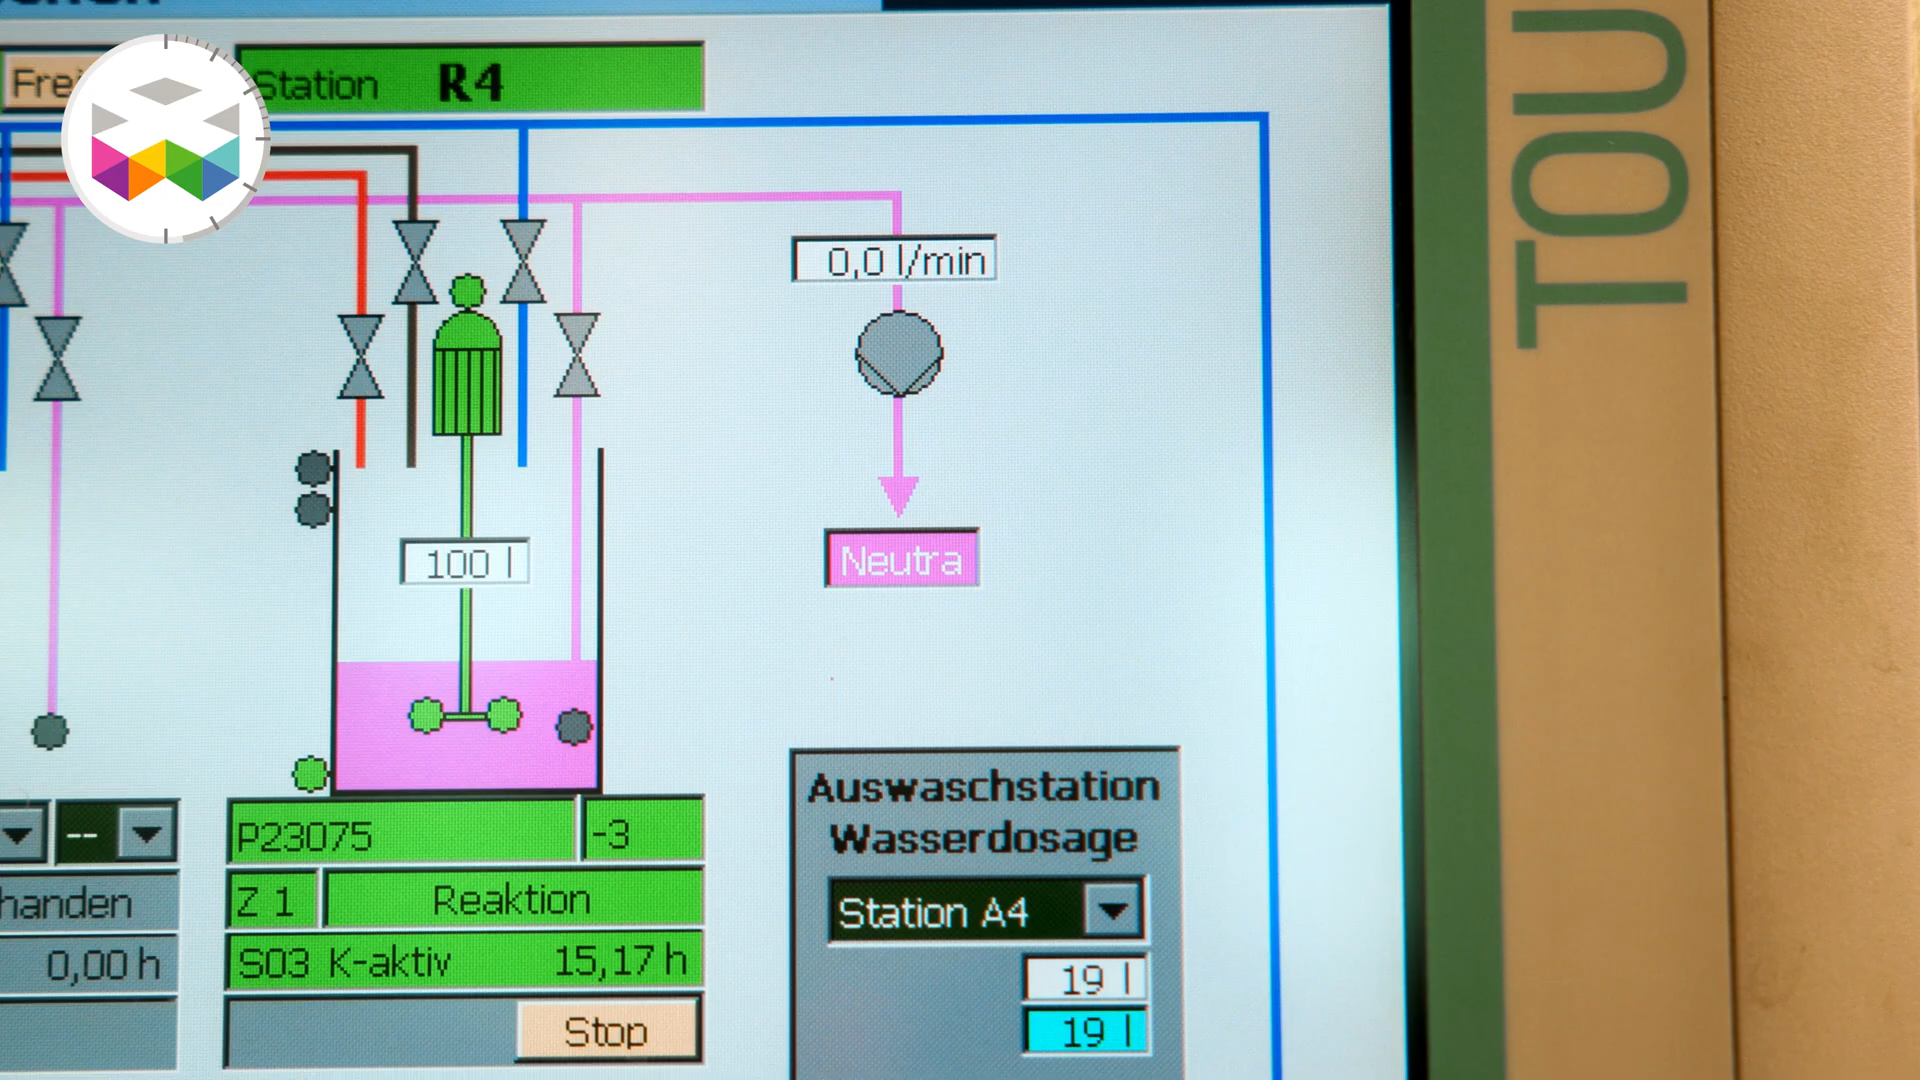 Frei
Station R4
0,0 l/min
100 l
Neutra
Auswaschstation
Wasserdosage
Station A4
19 l
19 l
--
handen
0,00 h
P23075
-3
Z 1
Reaktion
S03 K-aktiv 15,17 h
Stop
TOU